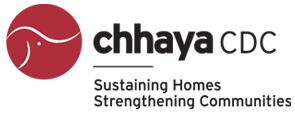 chhaya CDC
Sustaining Homes
Strengthening Communities